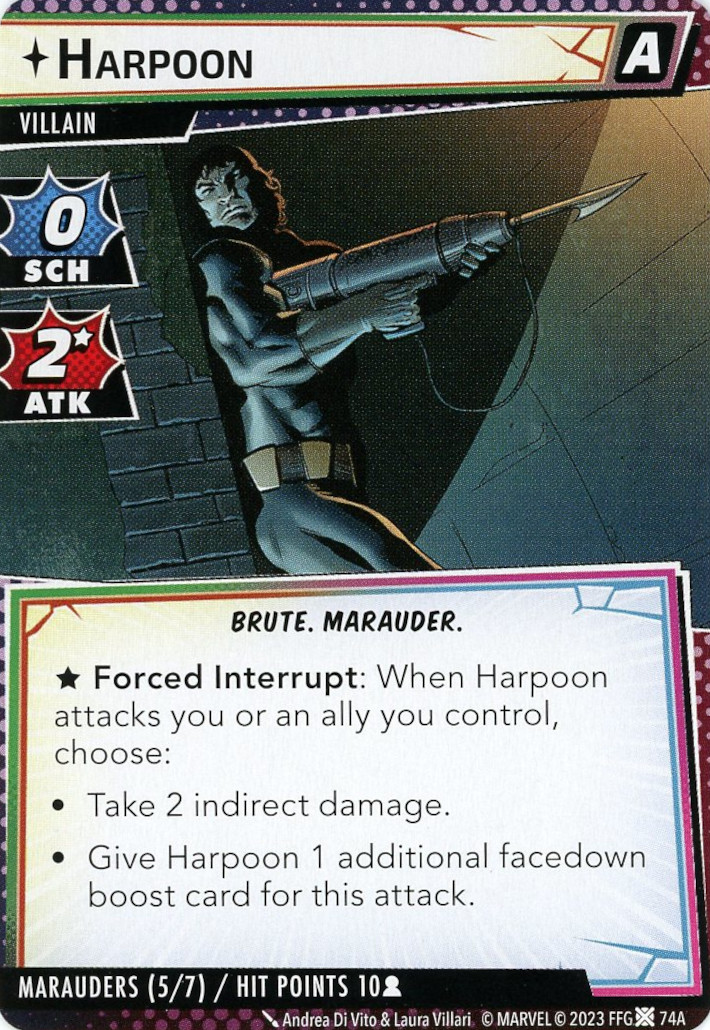 HARPOON
A
VILLAIN
0
SCH
2★
ATK
BRUTE. MARAUDER.
★ Forced Interrupt: When Harpoon
attacks you or an ally you control,
choose:
• Take 2 indirect damage.
• Give Harpoon 1 additional facedown
boost card for this attack.
MARAUDERS (5/7) / HIT POINTS 10
Andrea Di Vito & Laura Villari © MARVEL © 2023 FFG 74A